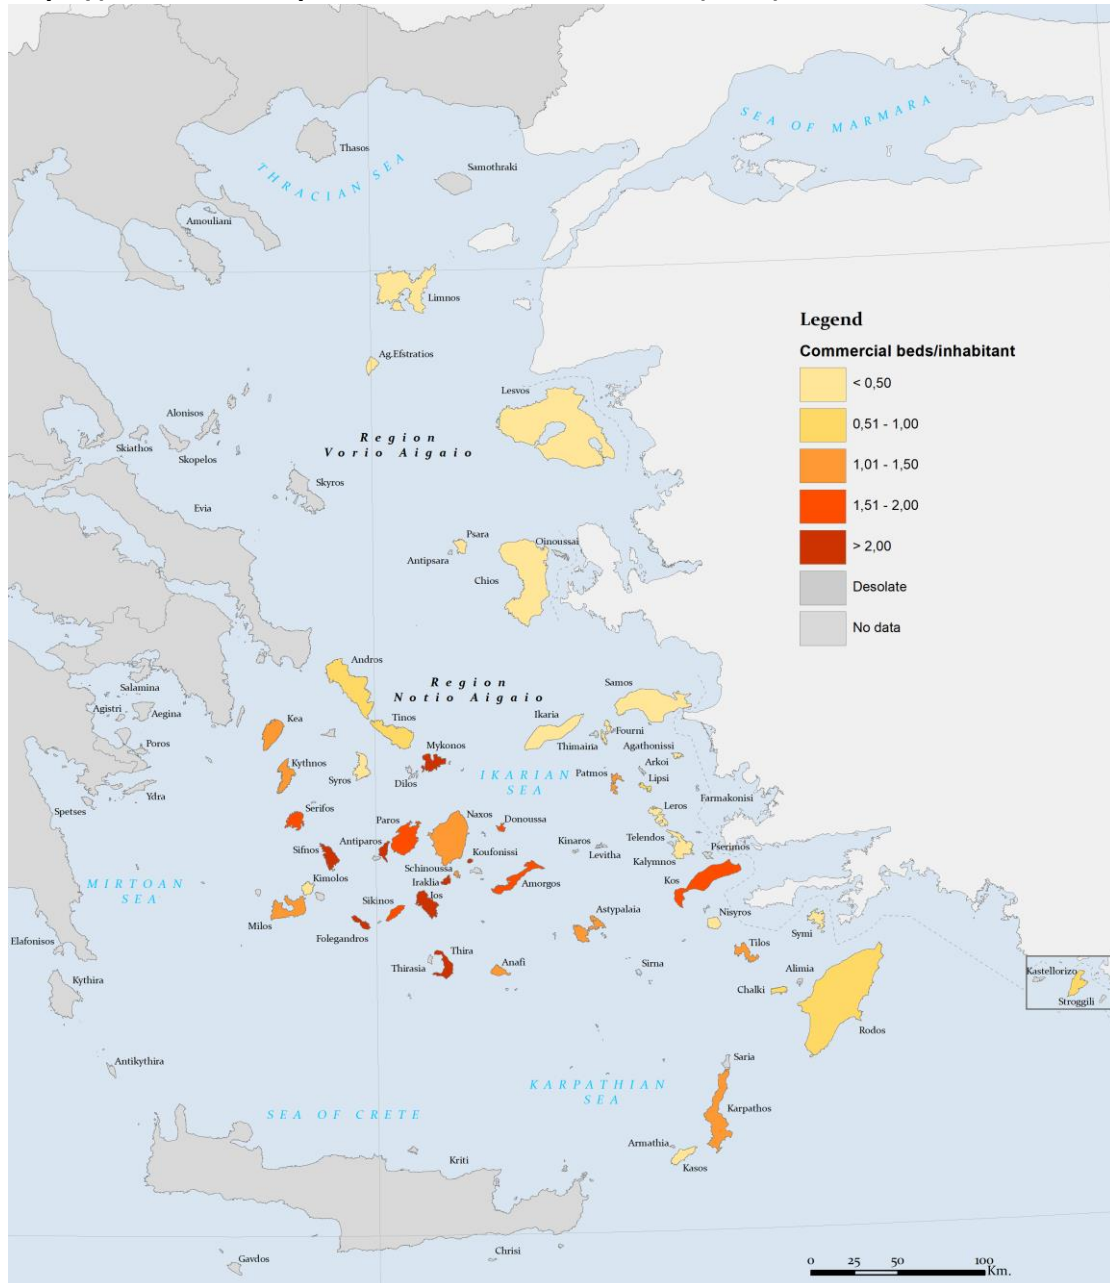 Thasos
Samothraki
THRACIAN SEA
SEA OF MARMARA
Amouliani
Limnos
Ag.Efstratios
Legend
Commercial beds/inhabitant
< 0,50
0,51 - 1,00
1,01 - 1,50
1,51 - 2,00
> 2,00
Desolate
No data
Lesvos
Alonisos
Skiathos
Skopelos
Region
Vorio Aigaio
Skyros
Evia
Psara
Antipsara
Oinoussai
Chios
Andros
Region
Notio Aigaio
Samos
Salamina
Agistri
Aegina
Poros
Ydra
Spetses
Kea
Tinos
Mykonos
Ikaria
Fourni
Thimaina
Agathonissi
Arkoi
Kythnos
Syros
Dilos
IKARIAN
SEA
Patmos
Lipsi
Farmakonisi
Serifos
Paros
Naxos
Donoussa
Leros
Sifnos
Antiparos
Koufonissi
Kinaros
Levitha
Telendos
Pserimos
Kalymnos
Schinoussa
Iraklia
Ios
Amorgos
Kos
MIRTOAN
SEA
Kimolos
Milos
Sikinos
Folegandros
Astypalaia
Nisyros
Symi
Tilos
Elafonisos
Kythira
Thira
Thirasia
Anafi
Sirna
Alimia
Chalki
Rodos
Kastellorizo
Stroggili
Antikythira
Saria
KARPATHIAN
SEA
Karpathos
SEA OF CRETE
Armathia
Kasos
Kriti
Gavdos
Chrisi
0 25 50 100
Km.